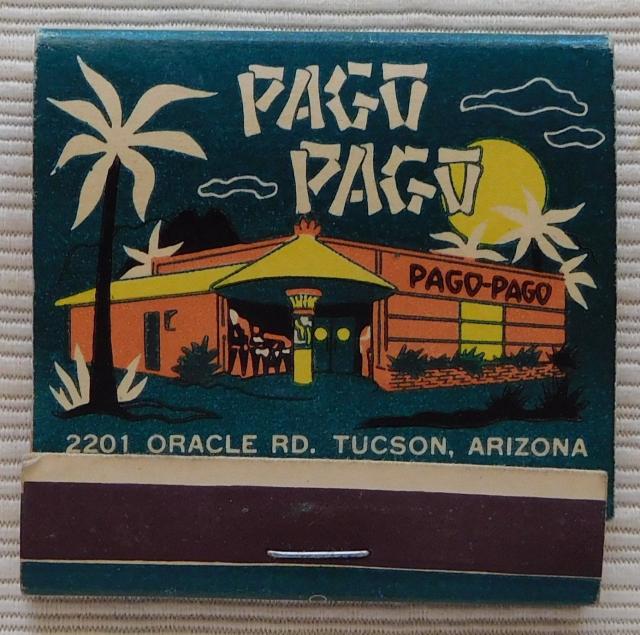 PAGO
PAGO
PAGO-PAGO
2201 ORACLE RD. TUCSON, ARIZONA